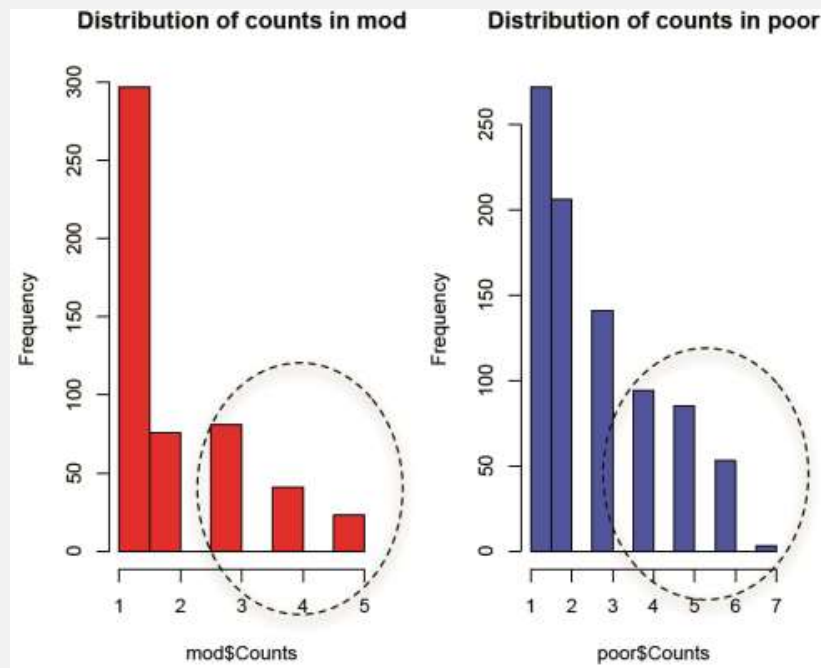 Distribution of counts in mod
Frequency
300
250
200
150
100
50
0
1 2 3 4 5
mod$Counts
Distribution of counts in poor
Frequency
250
200
150
100
50
0
1 2 3 4 5 6 7
poor$Counts